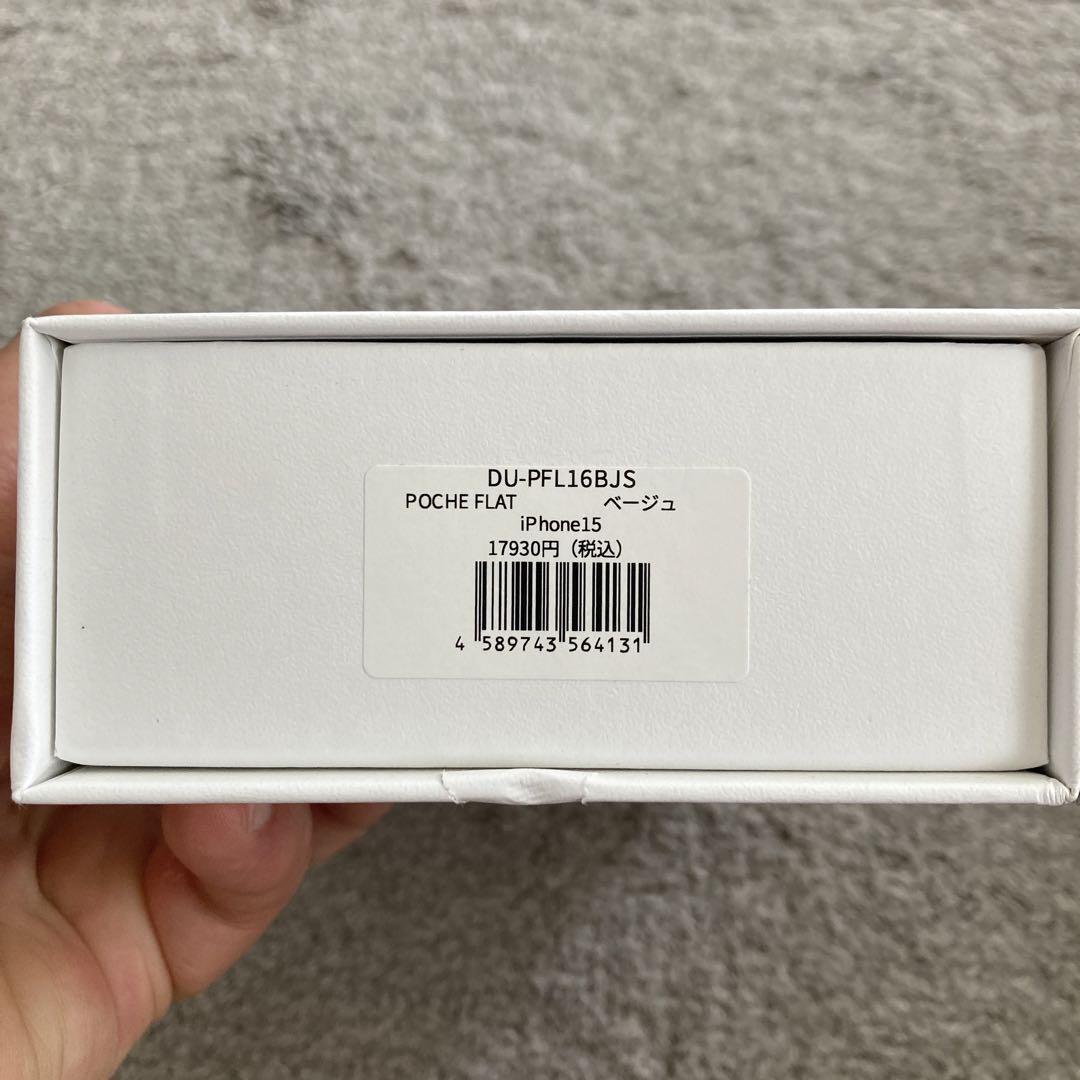 DU-PFL16BJS
POCHE FLAT ベージュ
iPhone15
17930円（税込）
4 589743 564131